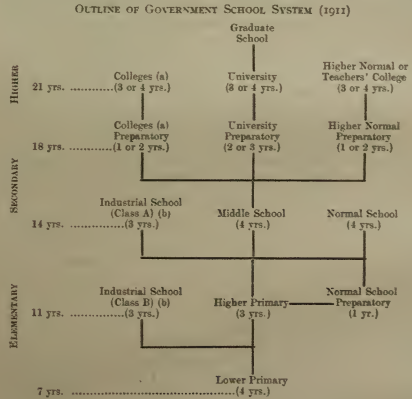 OUTLINE OF GOVERNMENT SCHOOL SYSTEM (1911)
Graduate
School
HIGHER
Colleges (a)
University
Higher Normal or
Teachers' College
21 yrs. ............(3 or 4 yrs.)
(3 or 4 yrs.)
(3 or 4 yrs.)
Colleges (a)
Preparatory
University
Preparatory
Higher Normal
Preparatory
18 yrs. ............(1 or 2 yrs.)
(2 or 3 yrs.)
(1 or 2 yrs.)
SECONDARY
Industrial School
(Class A) (b)
Middle School
Normal School
14 yrs. ............(3 yrs.)
(4 yrs.)
(4 yrs.)
ELEMENTARY
Industrial School
(Class B) (b)
Higher Primary
Normal School
Preparatory
11 yrs. ............(3 yrs.)
(3 yrs.)
(1 yr.)
Lower Primary
7 yrs. ............................(4 yrs.)